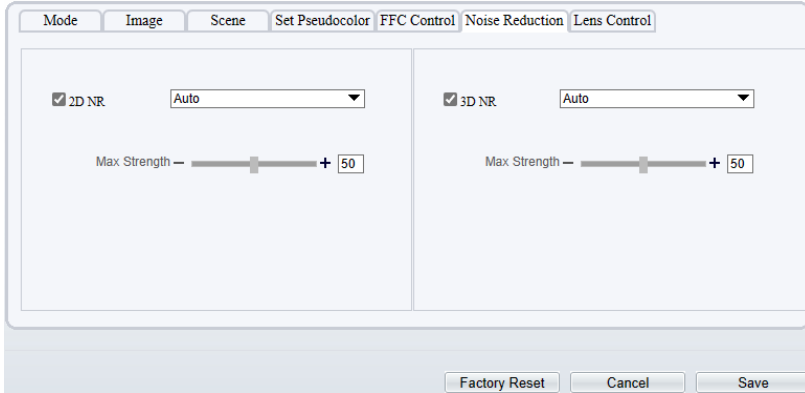 Mode Image Scene Set Pseudocolor FFC Control Noise Reduction Lens Control
2D NR Auto 3D NR Auto
Max Strength − + 50 Max Strength − + 50
Factory Reset Cancel Save